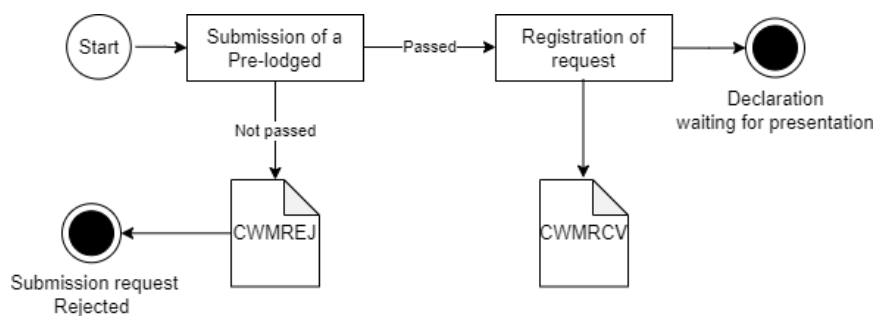 Start
Submission of a
Pre-lodged
Passed
Registration of
request
Declaration
waiting for presentation
Not passed
CWMREJ
CWMRCV
Submission request
Rejected